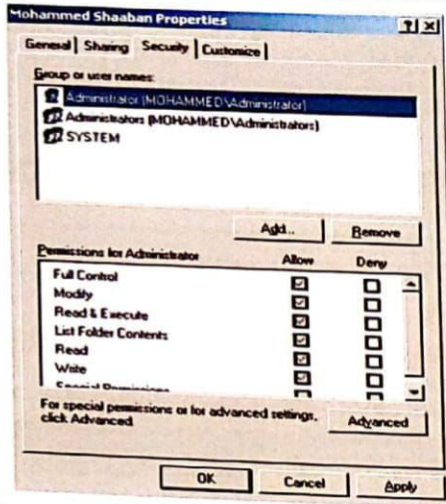 Mohammed Shaaban Properties
General Sharing Security Customize
Group or user names:
Administrator (MOHAMMED\Administrator)
Administrators (MOHAMMED\Administrators)
SYSTEM
Add... Remove
Permissions for Administrator Allow Deny
Full Control
Modify
Read & Execute
List Folder Contents
Read
Write
Special Permissions
For special permissions or for advanced settings,
click Advanced
Advanced
OK Cancel Apply